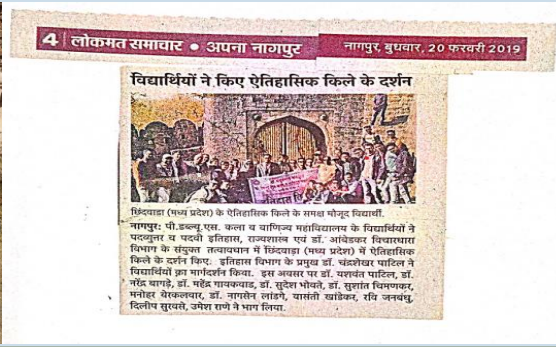 4 लोकमत समाचार • अपना नागपुर नागपुर, बुधवार, 20 फरवरी 2019
विद्यार्थियों ने किए ऐतिहासिक किले के दर्शन
छिंदवाडा (मध्य प्रदेश) के ऐतिहासिक किले के समक्ष मोजूद विद्यार्थी.
नागपुर: पी.डब्ल्यू.एस. कला व वाणिज्य महाविद्यालय के विद्यार्थियों ने
पदव्युत्तर व पदवी इतिहास, राज्यशास्त्र एवं डॉ. आंबेडकर विचारधारा
विभाग के संयुक्त तत्वावधान में छिंदवाड़ा (मध्य प्रदेश) में ऐतिहासिक
किले के दर्शन किए. इतिहास विभाग के प्रमुख डॉ. चंद्रशेखर पाटिल ने
विद्यार्थियों का मार्गदर्शन किया. इस अवसर पर डॉ. यशवंत पाटिल, डॉ.
नरेंद्र बागड़े, डॉ. महेंद्र गायकवाड, डॉ. सुदेश भोवते, डॉ. सुशांत चिमणकर,
मनोहर येरकलवार, डॉ. नागसेन लांडगे, वासंती खांडेकर, रवि जनबंधु,
दिलीप सुरवसे, उमेश राणे ने भाग लिया.